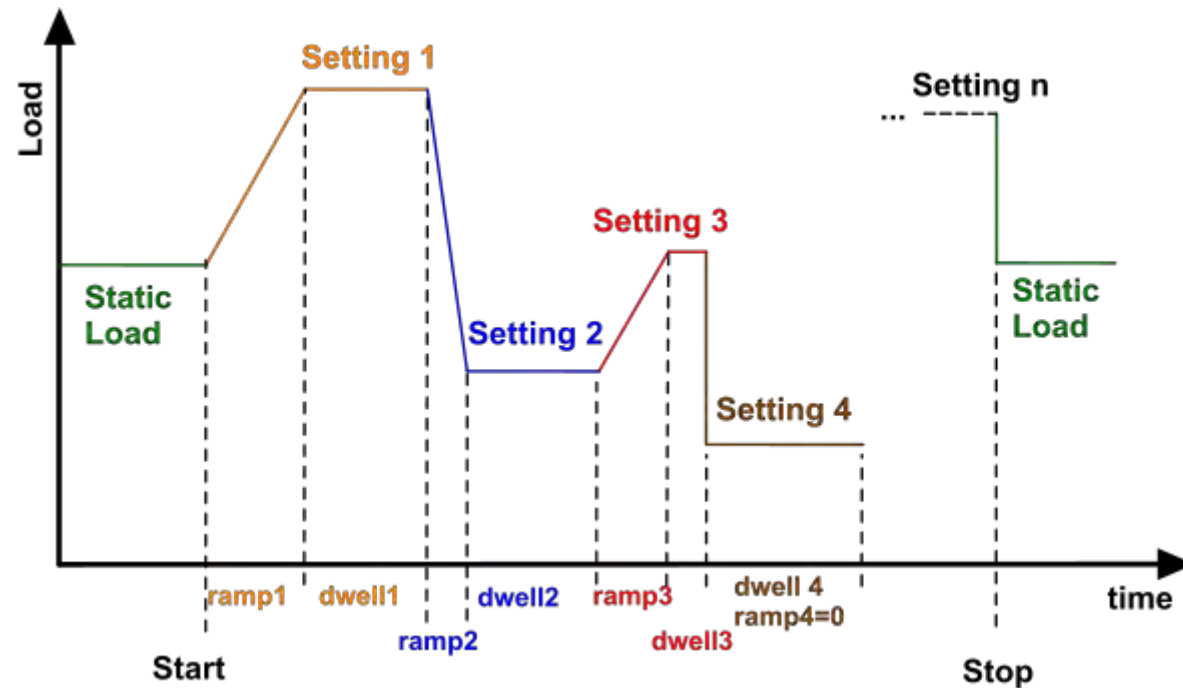 Load
Setting 1
Setting n
...
Setting 3
Static
Load
Setting 2
Static
Load
Setting 4
ramp1
dwell1
dwell2
ramp3
dwell 4
ramp4=0
time
ramp2
dwell3
Start
Stop